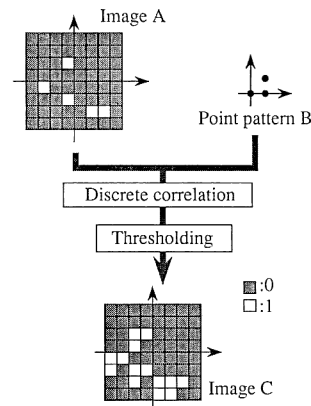 Image A
Point pattern B
Discrete correlation
Thresholding
:0
:1
Image C